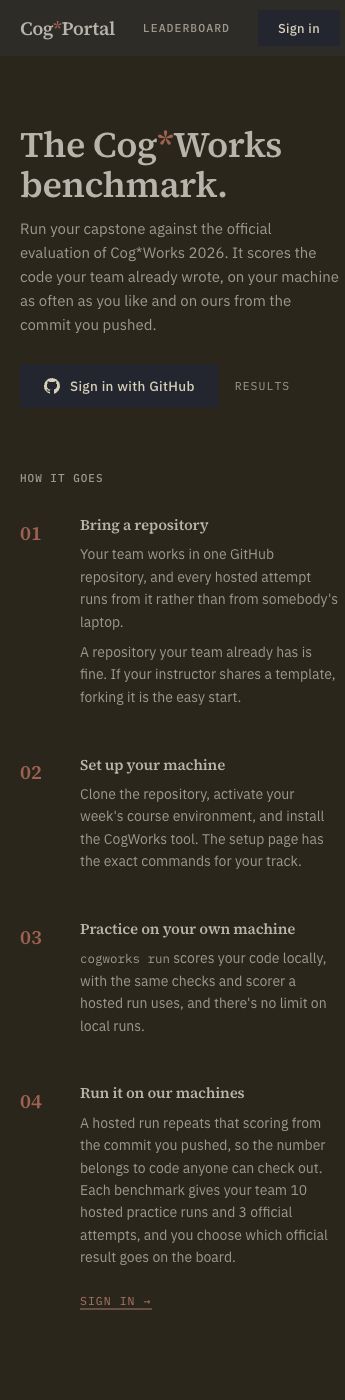 Cog*Portal LEADERBOARD Sign in
The Cog*Works
benchmark.
Run your capstone against the official
evaluation of Cog*Works 2026. It scores the
code your team already wrote, on your machine
as often as you like and on ours from the
commit you pushed.
Sign in with GitHub RESULTS
HOW IT GOES
01 Bring a repository
Your team works in one GitHub
repository, and every hosted attempt
runs from it rather than from somebody's
laptop.
A repository your team already has is
fine. If your instructor shares a template,
forking it is the easy start.
02 Set up your machine
Clone the repository, activate your
week's course environment, and install
the CogWorks tool. The setup page has
the exact commands for your track.
03 Practice on your own machine
cogworks run scores your code locally,
with the same checks and scorer a
hosted run uses, and there's no limit on
local runs.
04 Run it on our machines
A hosted run repeats that scoring from
the commit you pushed, so the number
belongs to code anyone can check out.
Each benchmark gives your team 10
hosted practice runs and 3 official
attempts, and you choose which official
result goes on the board.
SIGN IN →